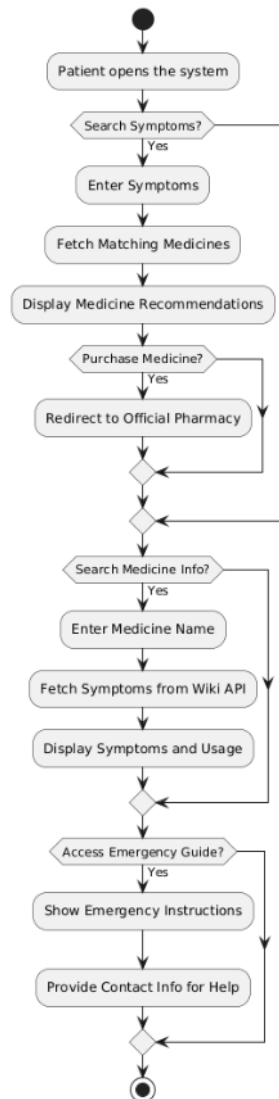 Patient opens the system
Search Symptoms?
Yes
Enter Symptoms
Fetch Matching Medicines
Display Medicine Recommendations
Purchase Medicine?
Yes
Redirect to Official Pharmacy
Search Medicine Info?
Yes
Enter Medicine Name
Fetch Symptoms from Wiki API
Display Symptoms and Usage
Access Emergency Guide?
Yes
Show Emergency Instructions
Provide Contact Info for Help